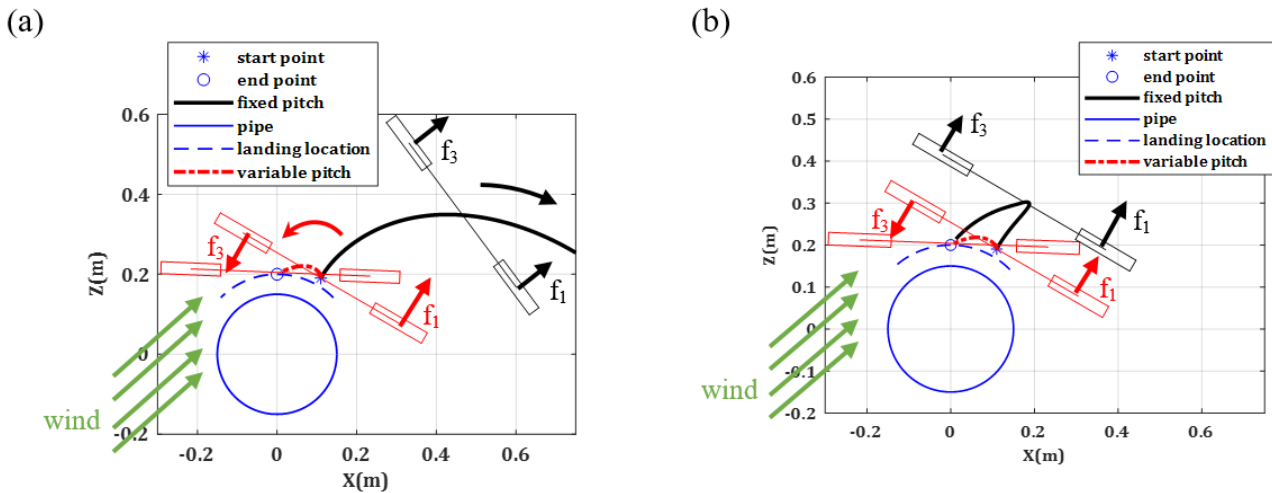 (a)
start point
end point
fixed pitch
pipe
landing location
variable pitch
0.6
0.4
0.2
0
-0.2
Z(m)
-0.2
0
0.2
0.4
0.6
X(m)
f3
f1
f3
f1
wind
(b)
start point
end point
fixed pitch
pipe
landing location
variable pitch
0.6
0.5
0.4
0.3
0.2
0.1
0
-0.1
-0.2
Z(m)
-0.2
0
0.2
0.4
0.6
X(m)
f3
f1
f3
f1
wind